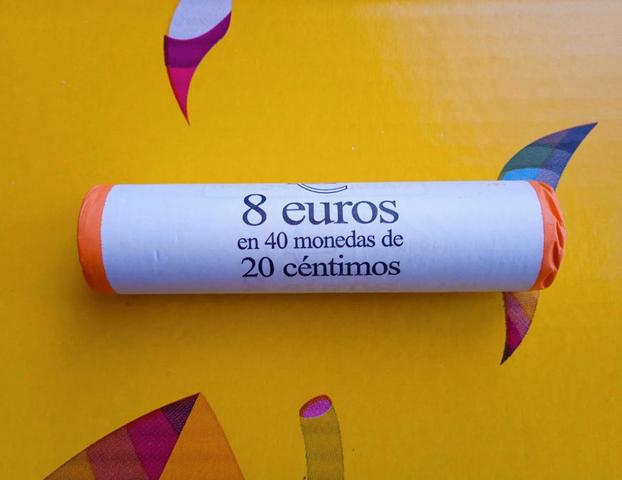 8 euros
en 40 monedas de
20 céntimos